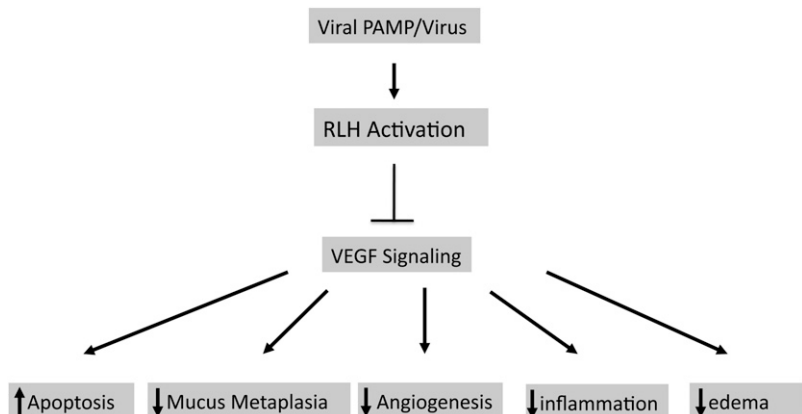 Viral PAMP/Virus
RLH Activation
VEGF Signaling
Apoptosis
Mucus Metaplasia
Angiogenesis
inflammation
edema